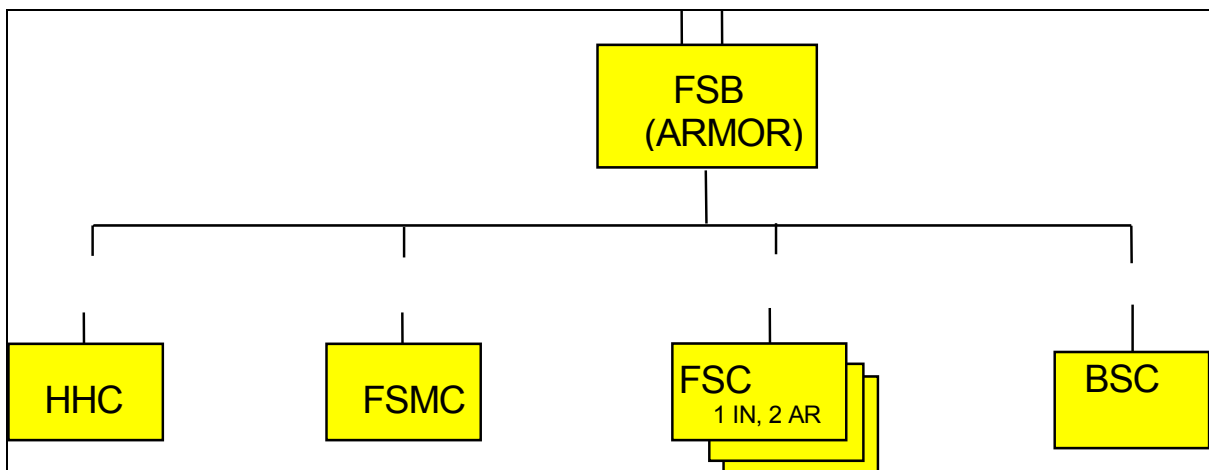 FSB
(ARMOR)
HHC
FSMC
FSC
1 IN, 2 AR
BSC